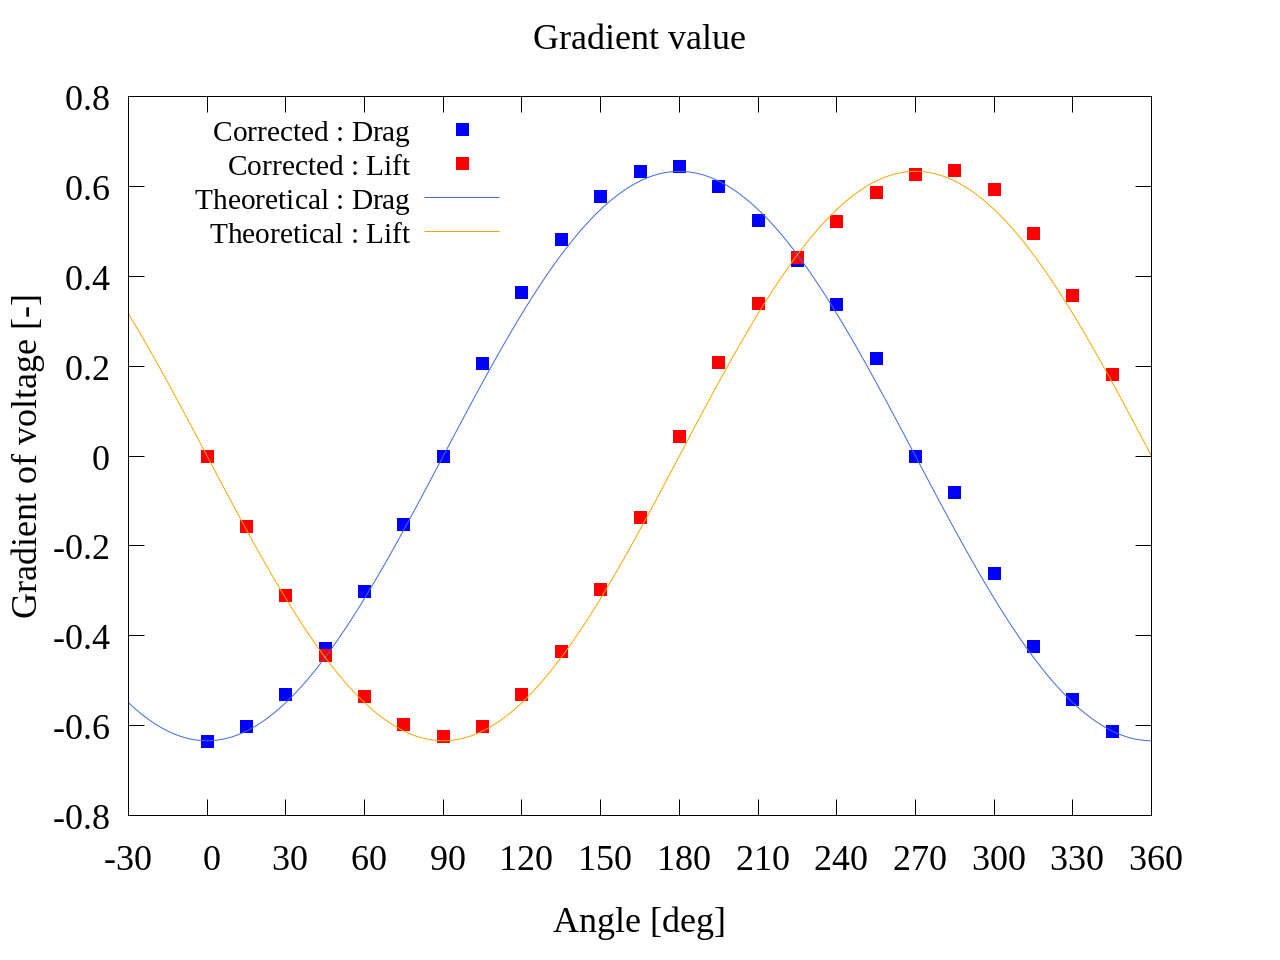 Gradient value
0.8
0.6
0.4
0.2
0
-0.2
-0.4
-0.6
-0.8
Gradient of voltage [-]
Corrected : Drag
Corrected : Lift
Theoretical : Drag
Theoretical : Lift
-30 0 30 60 90 120 150 180 210 240 270 300 330 360
Angle [deg]